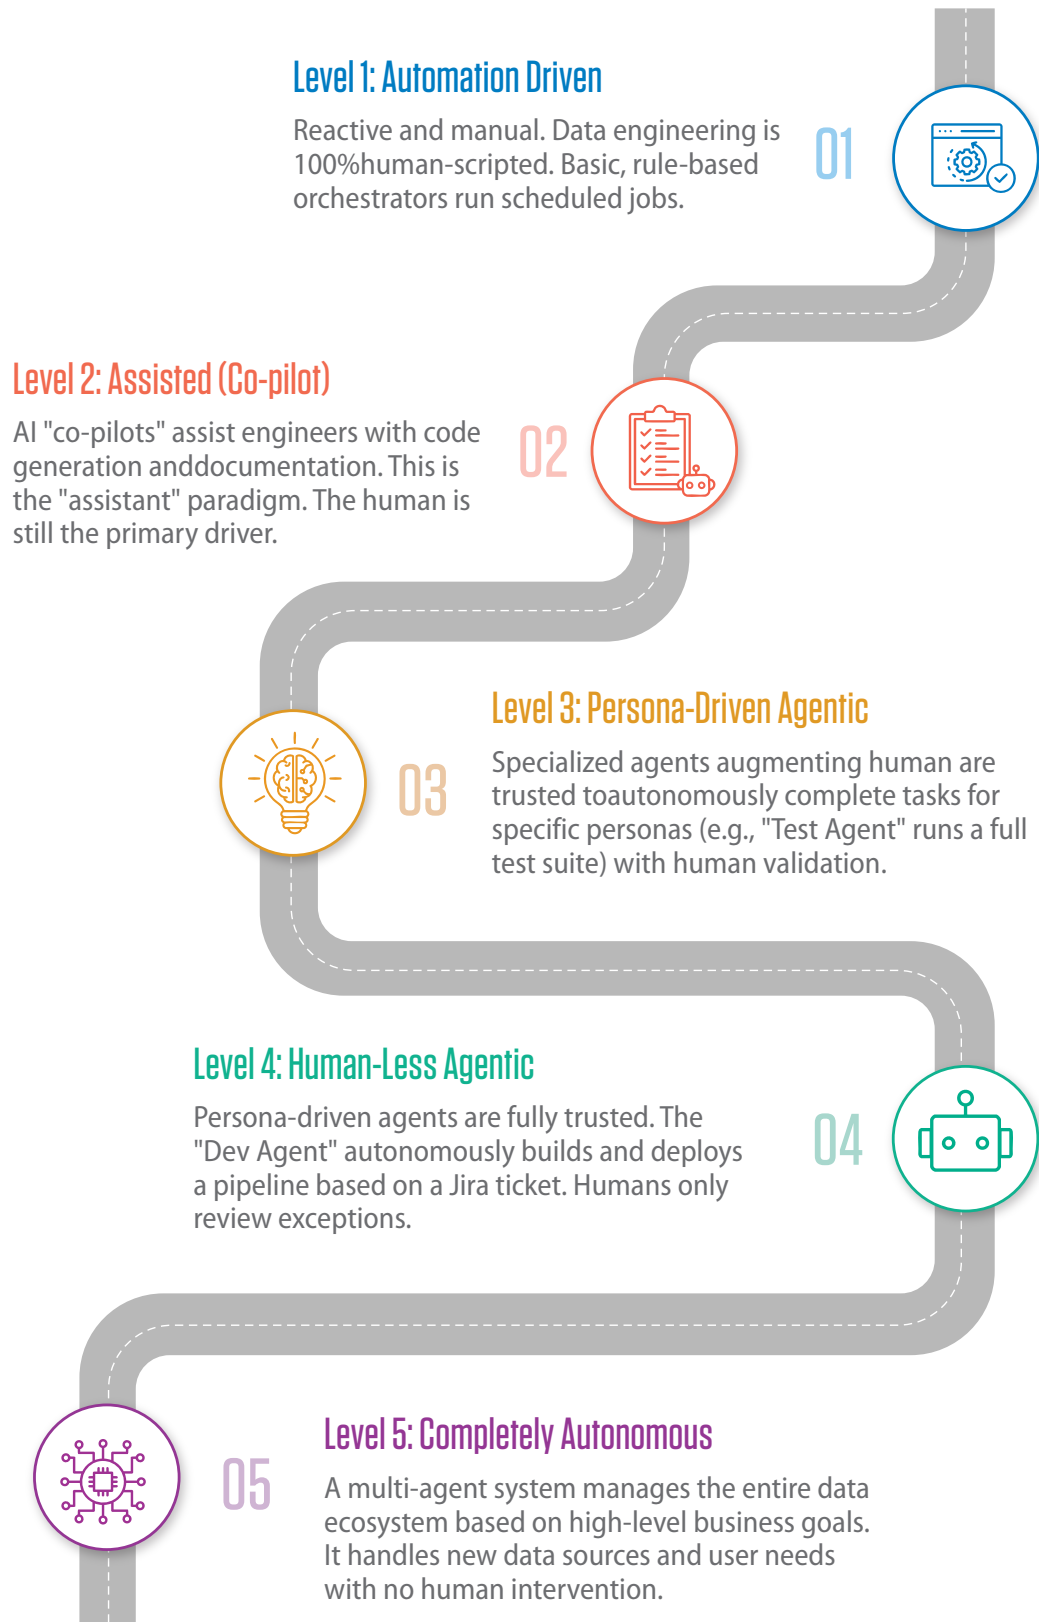 Level 1: Automation Driven
Reactive and manual. Data engineering is
100%human-scripted. Basic, rule-based
orchestrators run scheduled jobs.
01
Level 2: Assisted (Co-pilot)
AI "co-pilots" assist engineers with code
generation anddocumentation. This is
the "assistant" paradigm. The human is
still the primary driver.
02
Level 3: Persona-Driven Agentic
03
Specialized agents augmenting human are
trusted toautonomously complete tasks for
specific personas (e.g., "Test Agent" runs a full
test suite) with human validation.
Level 4: Human-Less Agentic
Persona-driven agents are fully trusted. The
"Dev Agent" autonomously builds and deploys
a pipeline based on a Jira ticket. Humans only
review exceptions.
04
Level 5: Completely Autonomous
05
A multi-agent system manages the entire data
ecosystem based on high-level business goals.
It handles new data sources and user needs
with no human intervention.